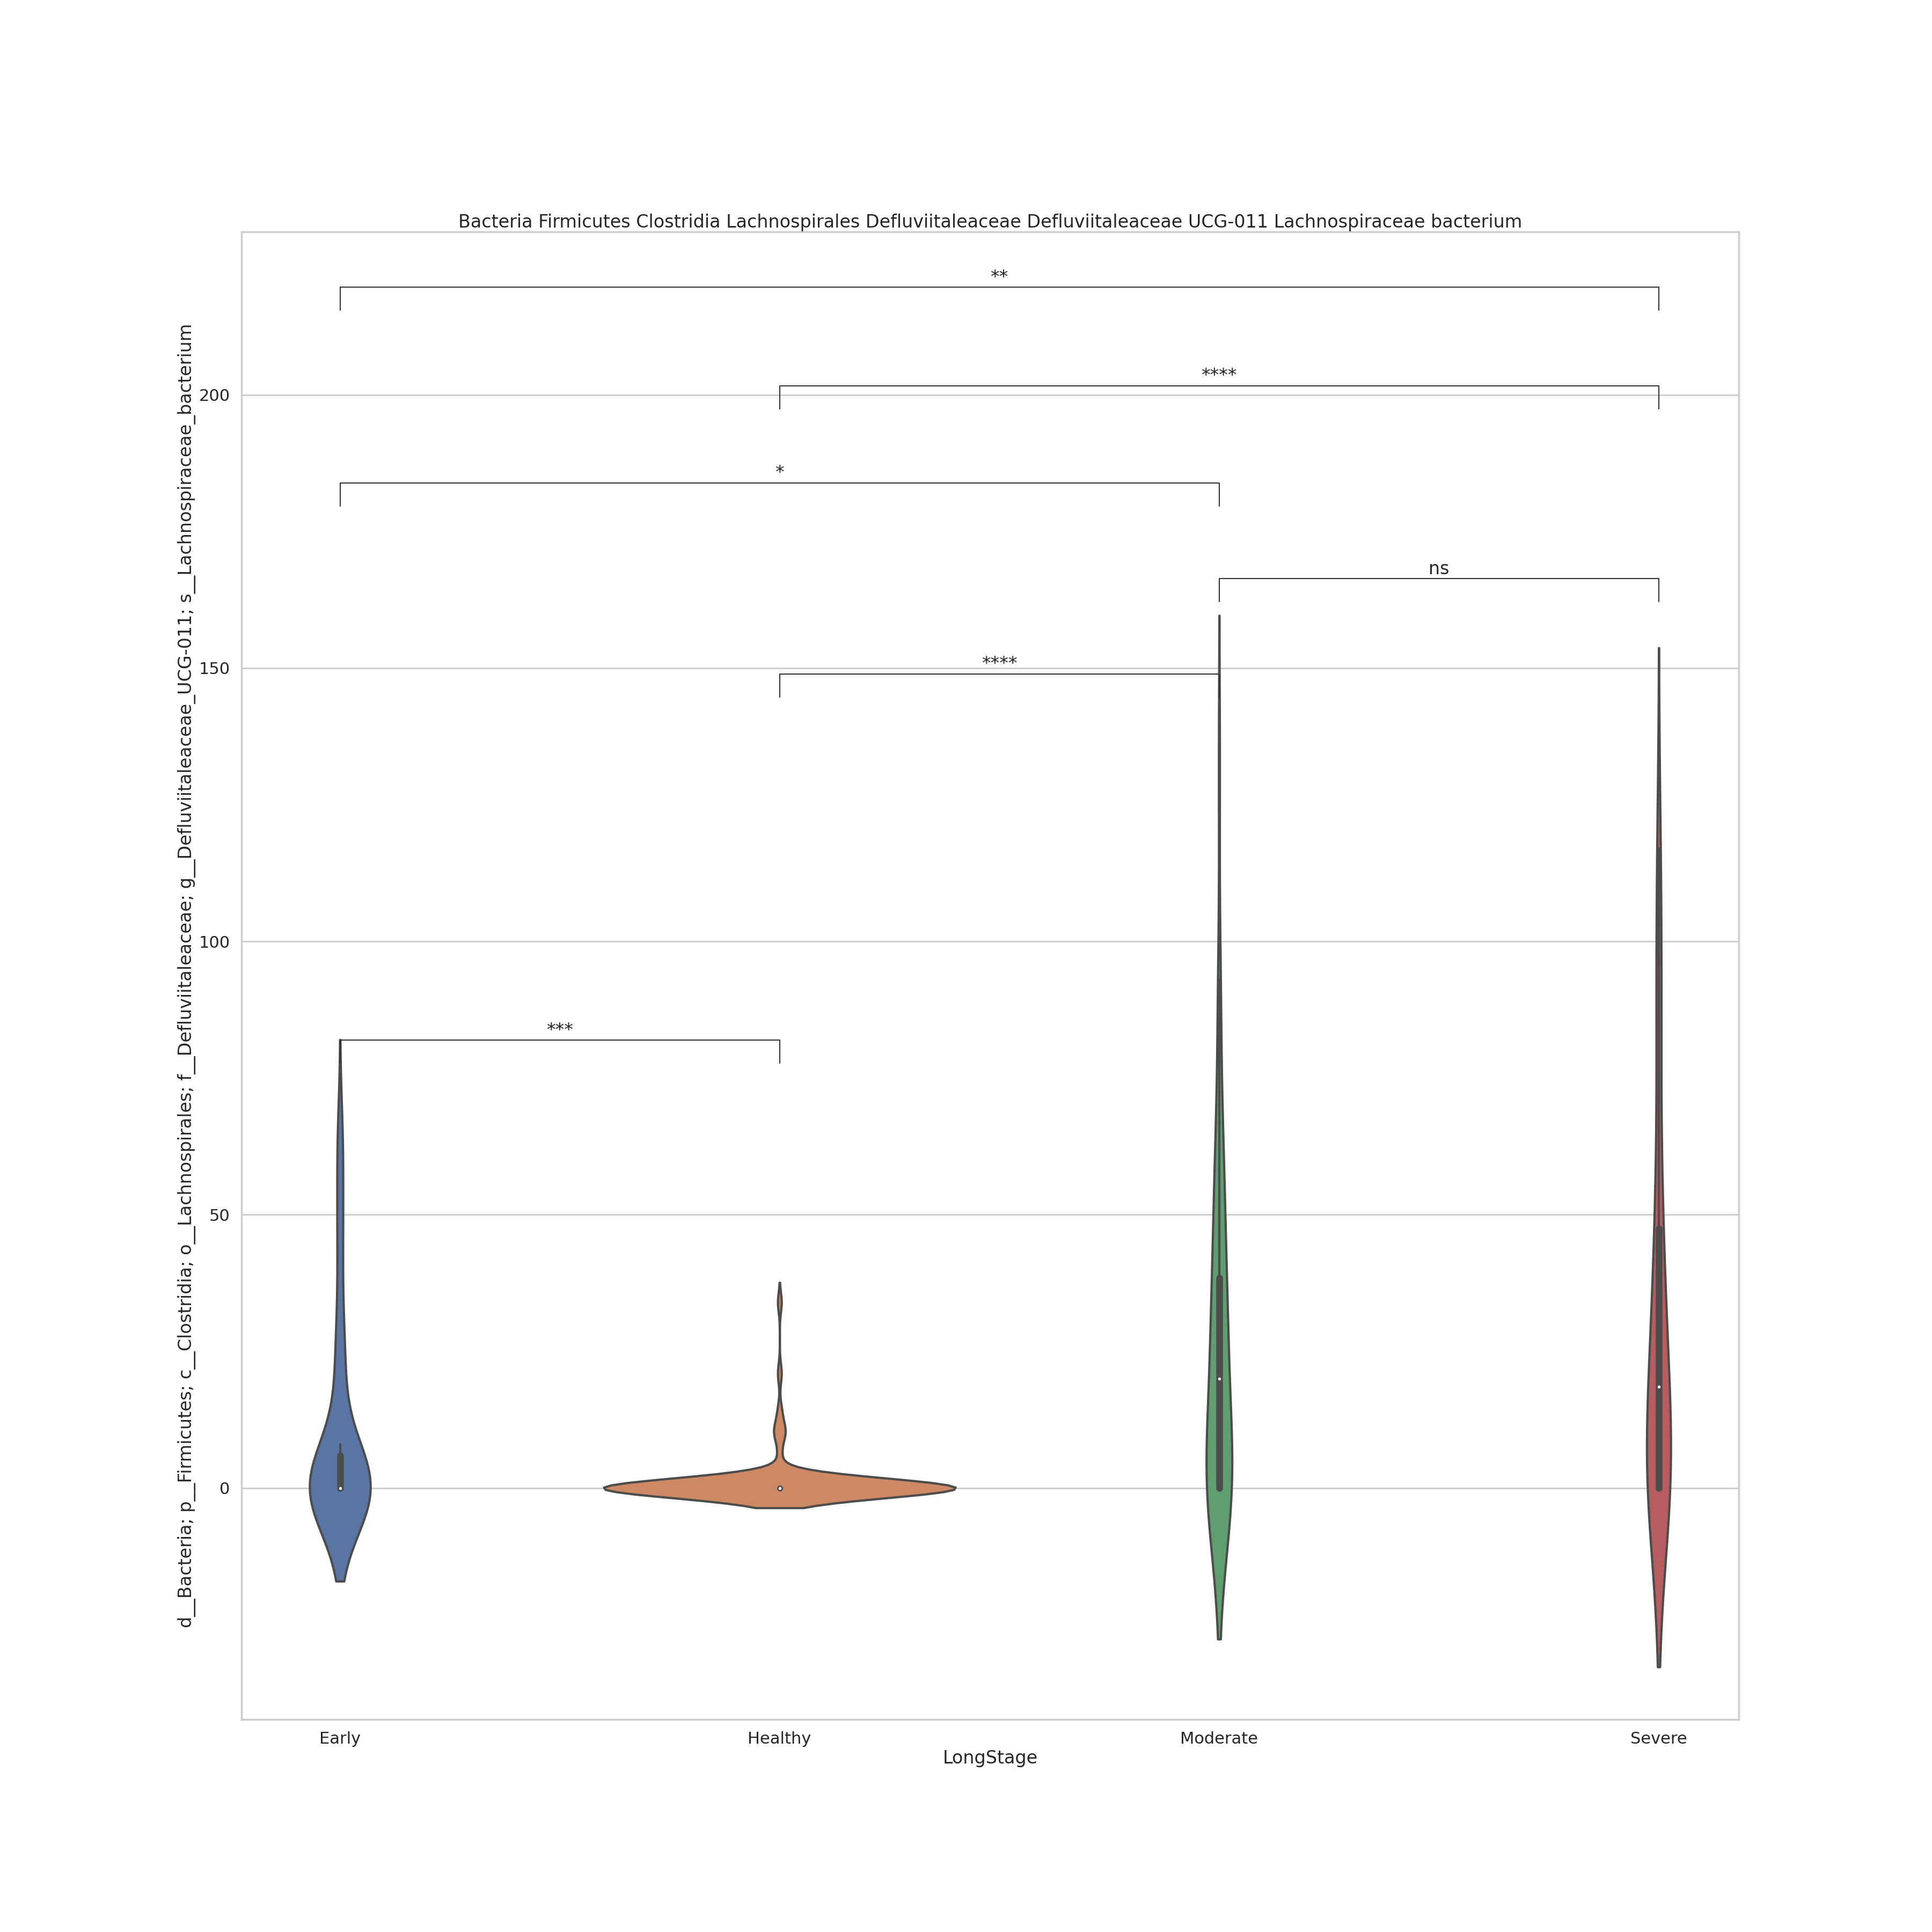 Bacteria Firmicutes Clostridia Lachnospirales Defluviitaleaceae Defluviitaleaceae UCG-011 Lachnospiraceae bacterium
d__Bacteria; p__Firmicutes; c__Clostridia; o__Lachnospirales; f__Defluviitaleaceae; g__Defluviitaleaceae_UCG-011; s__Lachnospiraceae_bacterium
**
****
200
*
ns
****
150
100
***
50
0
Early Healthy Moderate Severe
LongStage